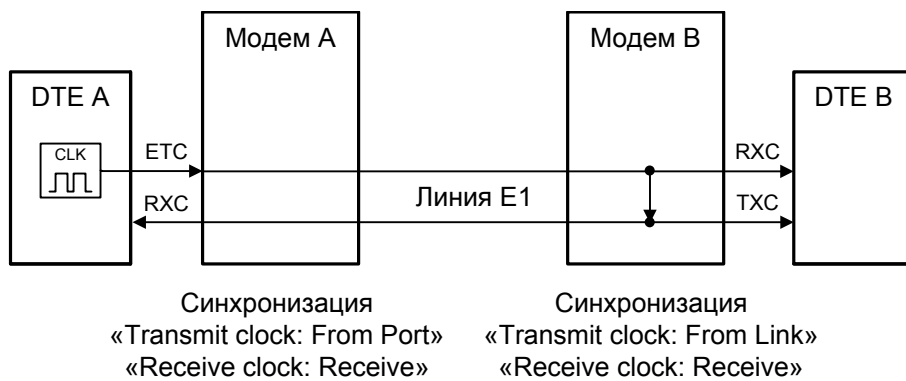 Модем A
Модем B
DTE A
DTE B
CLK
ETC
RXC
RXC
Линия E1
TXC
Синхронизация
«Transmit clock: From Port»
«Receive clock: Receive»
Синхронизация
«Transmit clock: From Link»
«Receive clock: Receive»